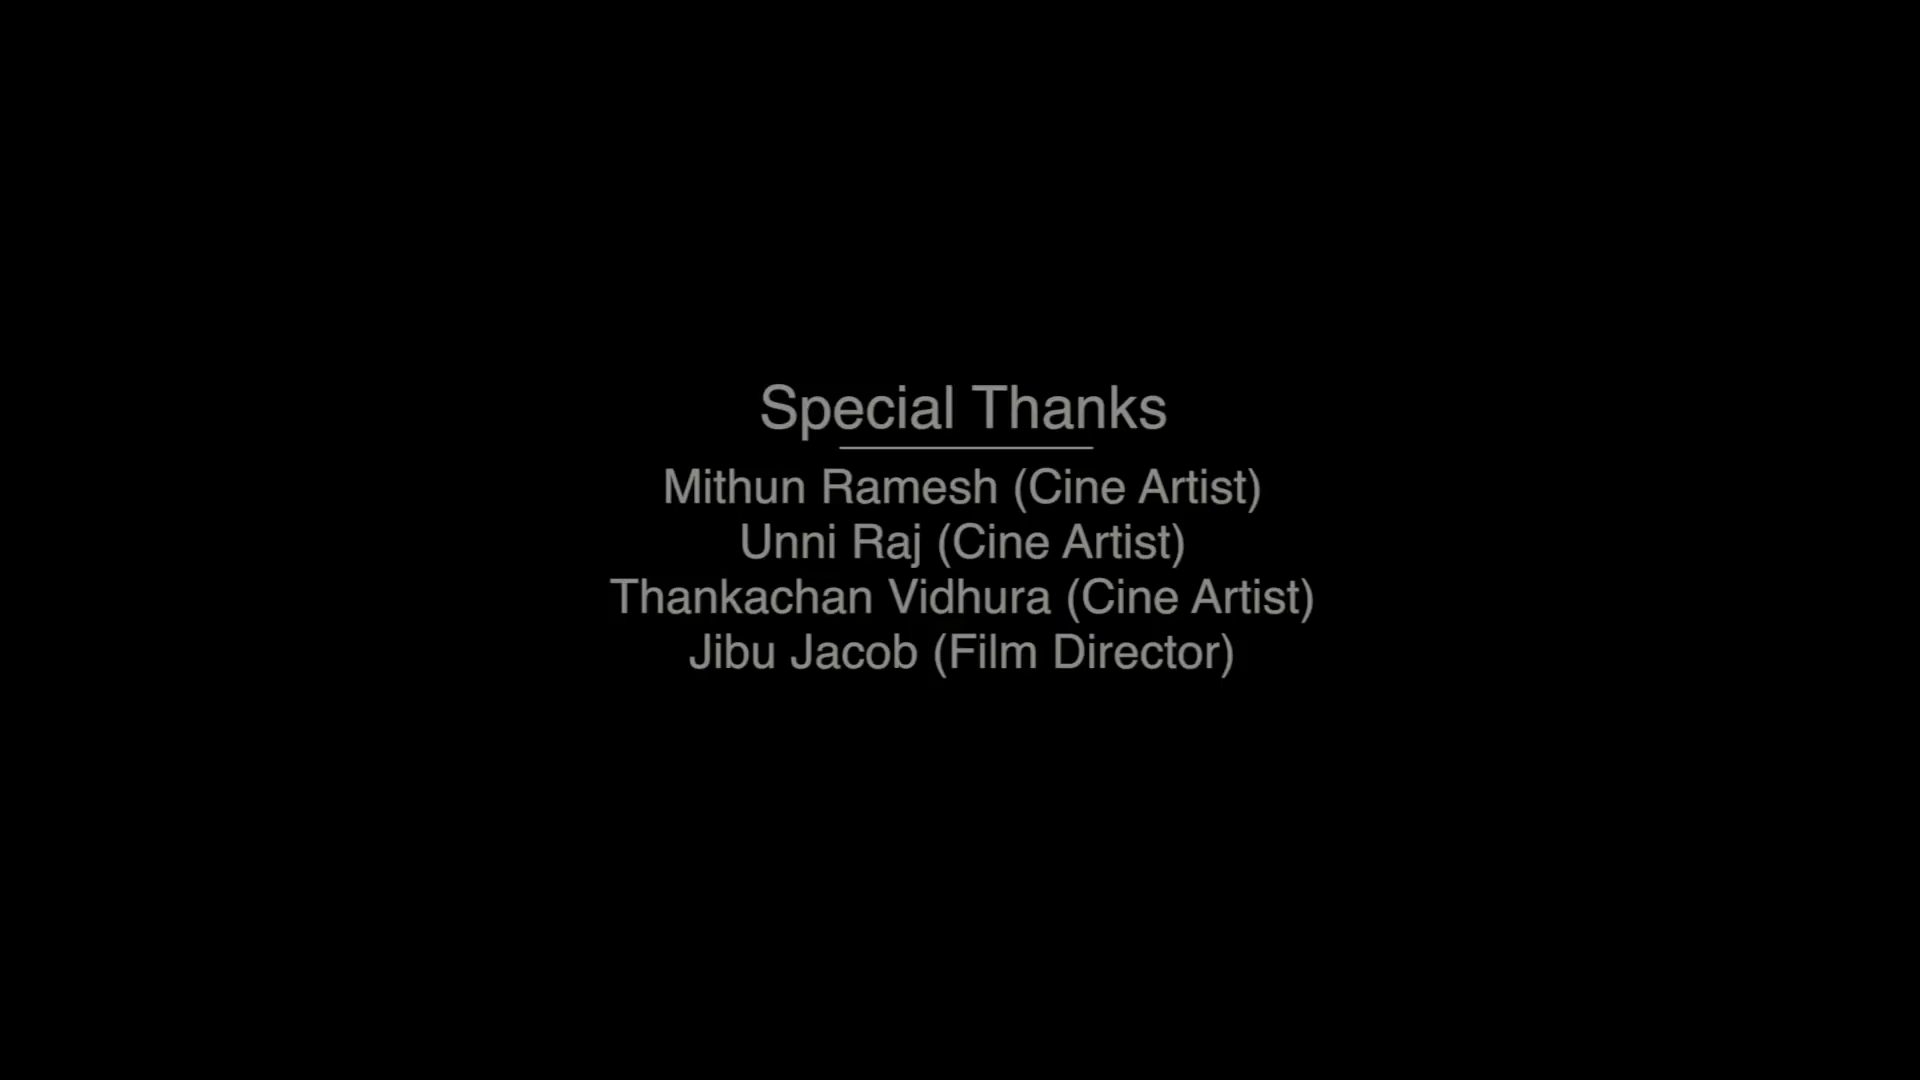 Special Thanks
Mithun Ramesh (Cine Artist)
Unni Raj (Cine Artist)
Thankachan Vidhura (Cine Artist)
Jibu Jacob (Film Director)